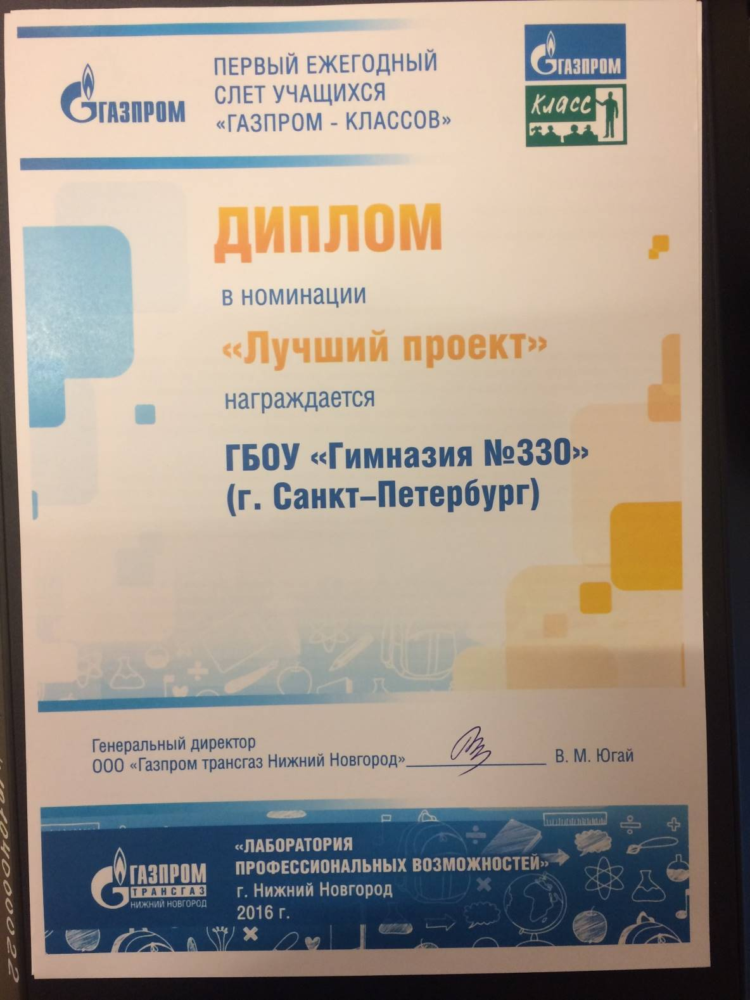 ГАЗПРОМ
ПЕРВЫЙ ЕЖЕГОДНЫЙ
СЛЕТ УЧАЩИХСЯ
«ГАЗПРОМ - КЛАССОВ»
ГАЗПРОМ
Класс
ДИПЛОМ
в номинации
«Лучший проект»
награждается
ГБОУ «Гимназия №330»
(г. Санкт–Петербург)
Генеральный директор
ООО «Газпром трансгаз Нижний Новгород» В. М. Югай
ГАЗПРОМ
ТРАНСГАЗ
НИЖНИЙ НОВГОРОД
«ЛАБОРАТОРИЯ
ПРОФЕССИОНАЛЬНЫХ ВОЗМОЖНОСТЕЙ»
г. Нижний Новгород
2016 г.